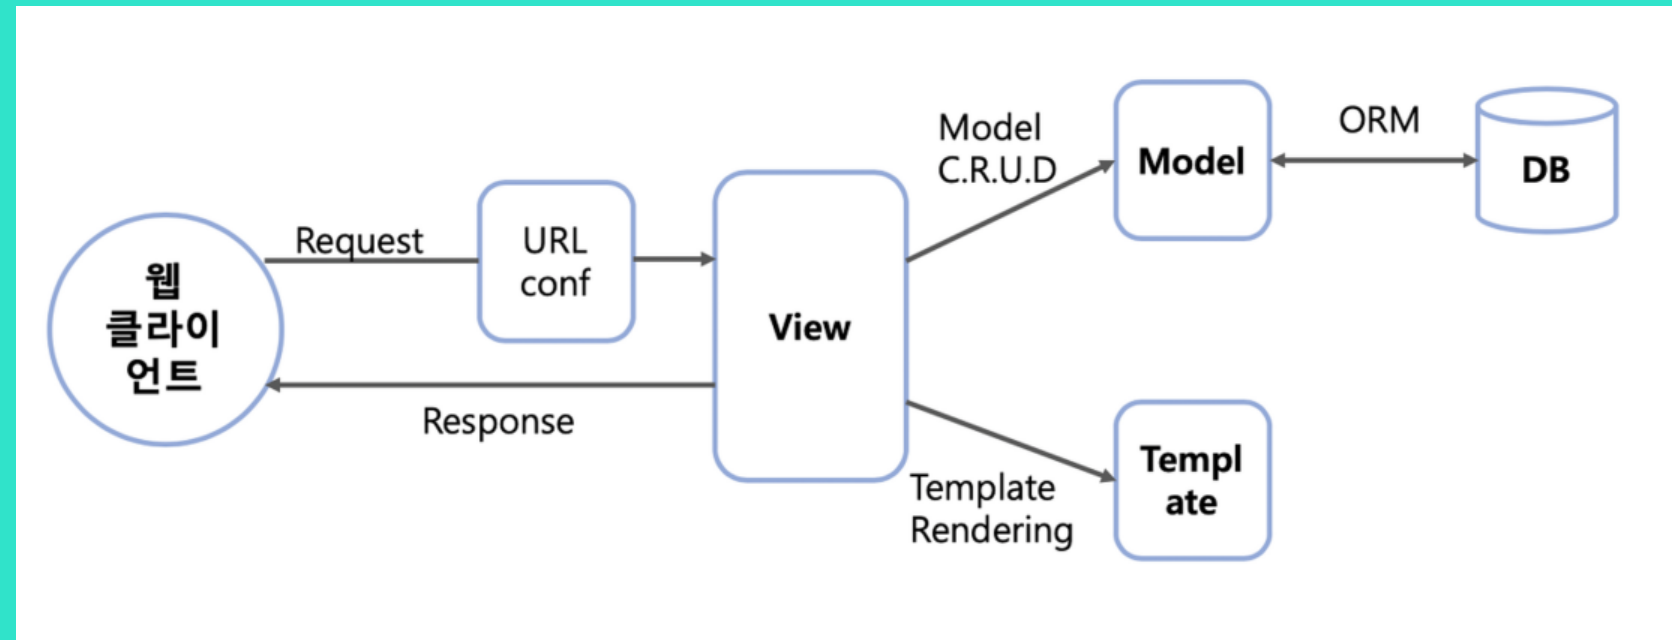 웹
클라이
언트
Request
URL
conf
View
Response
Model
C.R.U.D
Model
ORM
DB
Template
Rendering
Templ
ate